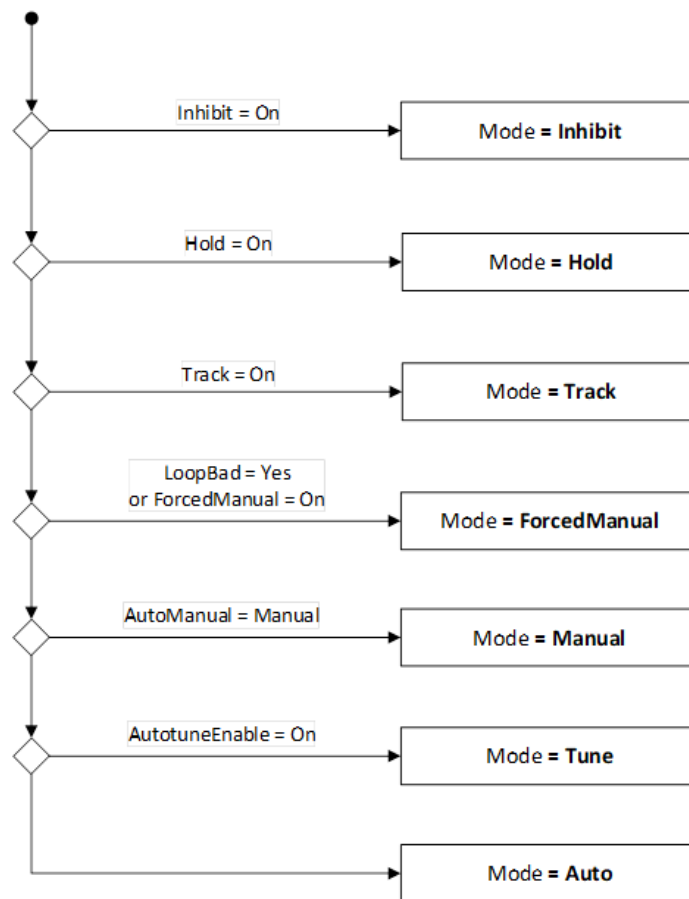 Inhibit = On
Mode = Inhibit
Hold = On
Mode = Hold
Track = On
Mode = Track
LoopBad = Yes
or ForcedManual = On
Mode = ForcedManual
AutoManual = Manual
Mode = Manual
AutotuneEnable = On
Mode = Tune
Mode = Auto